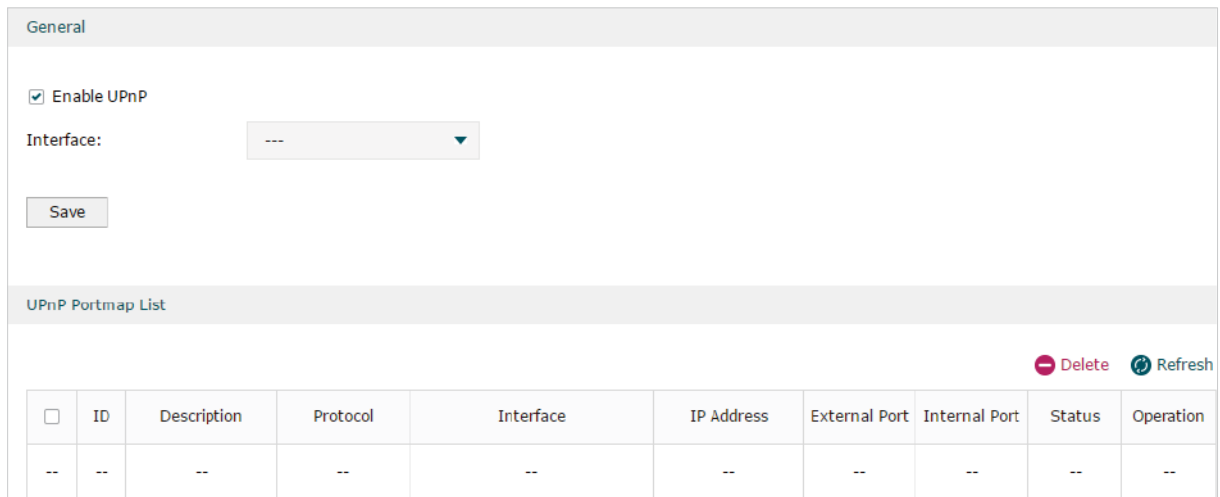 General
Enable UPnP
Interface: ---
Save
UPnP Portmap List
Delete Refresh
ID Description Protocol Interface IP Address External Port Internal Port Status Operation
-- -- -- -- -- -- -- -- -- --